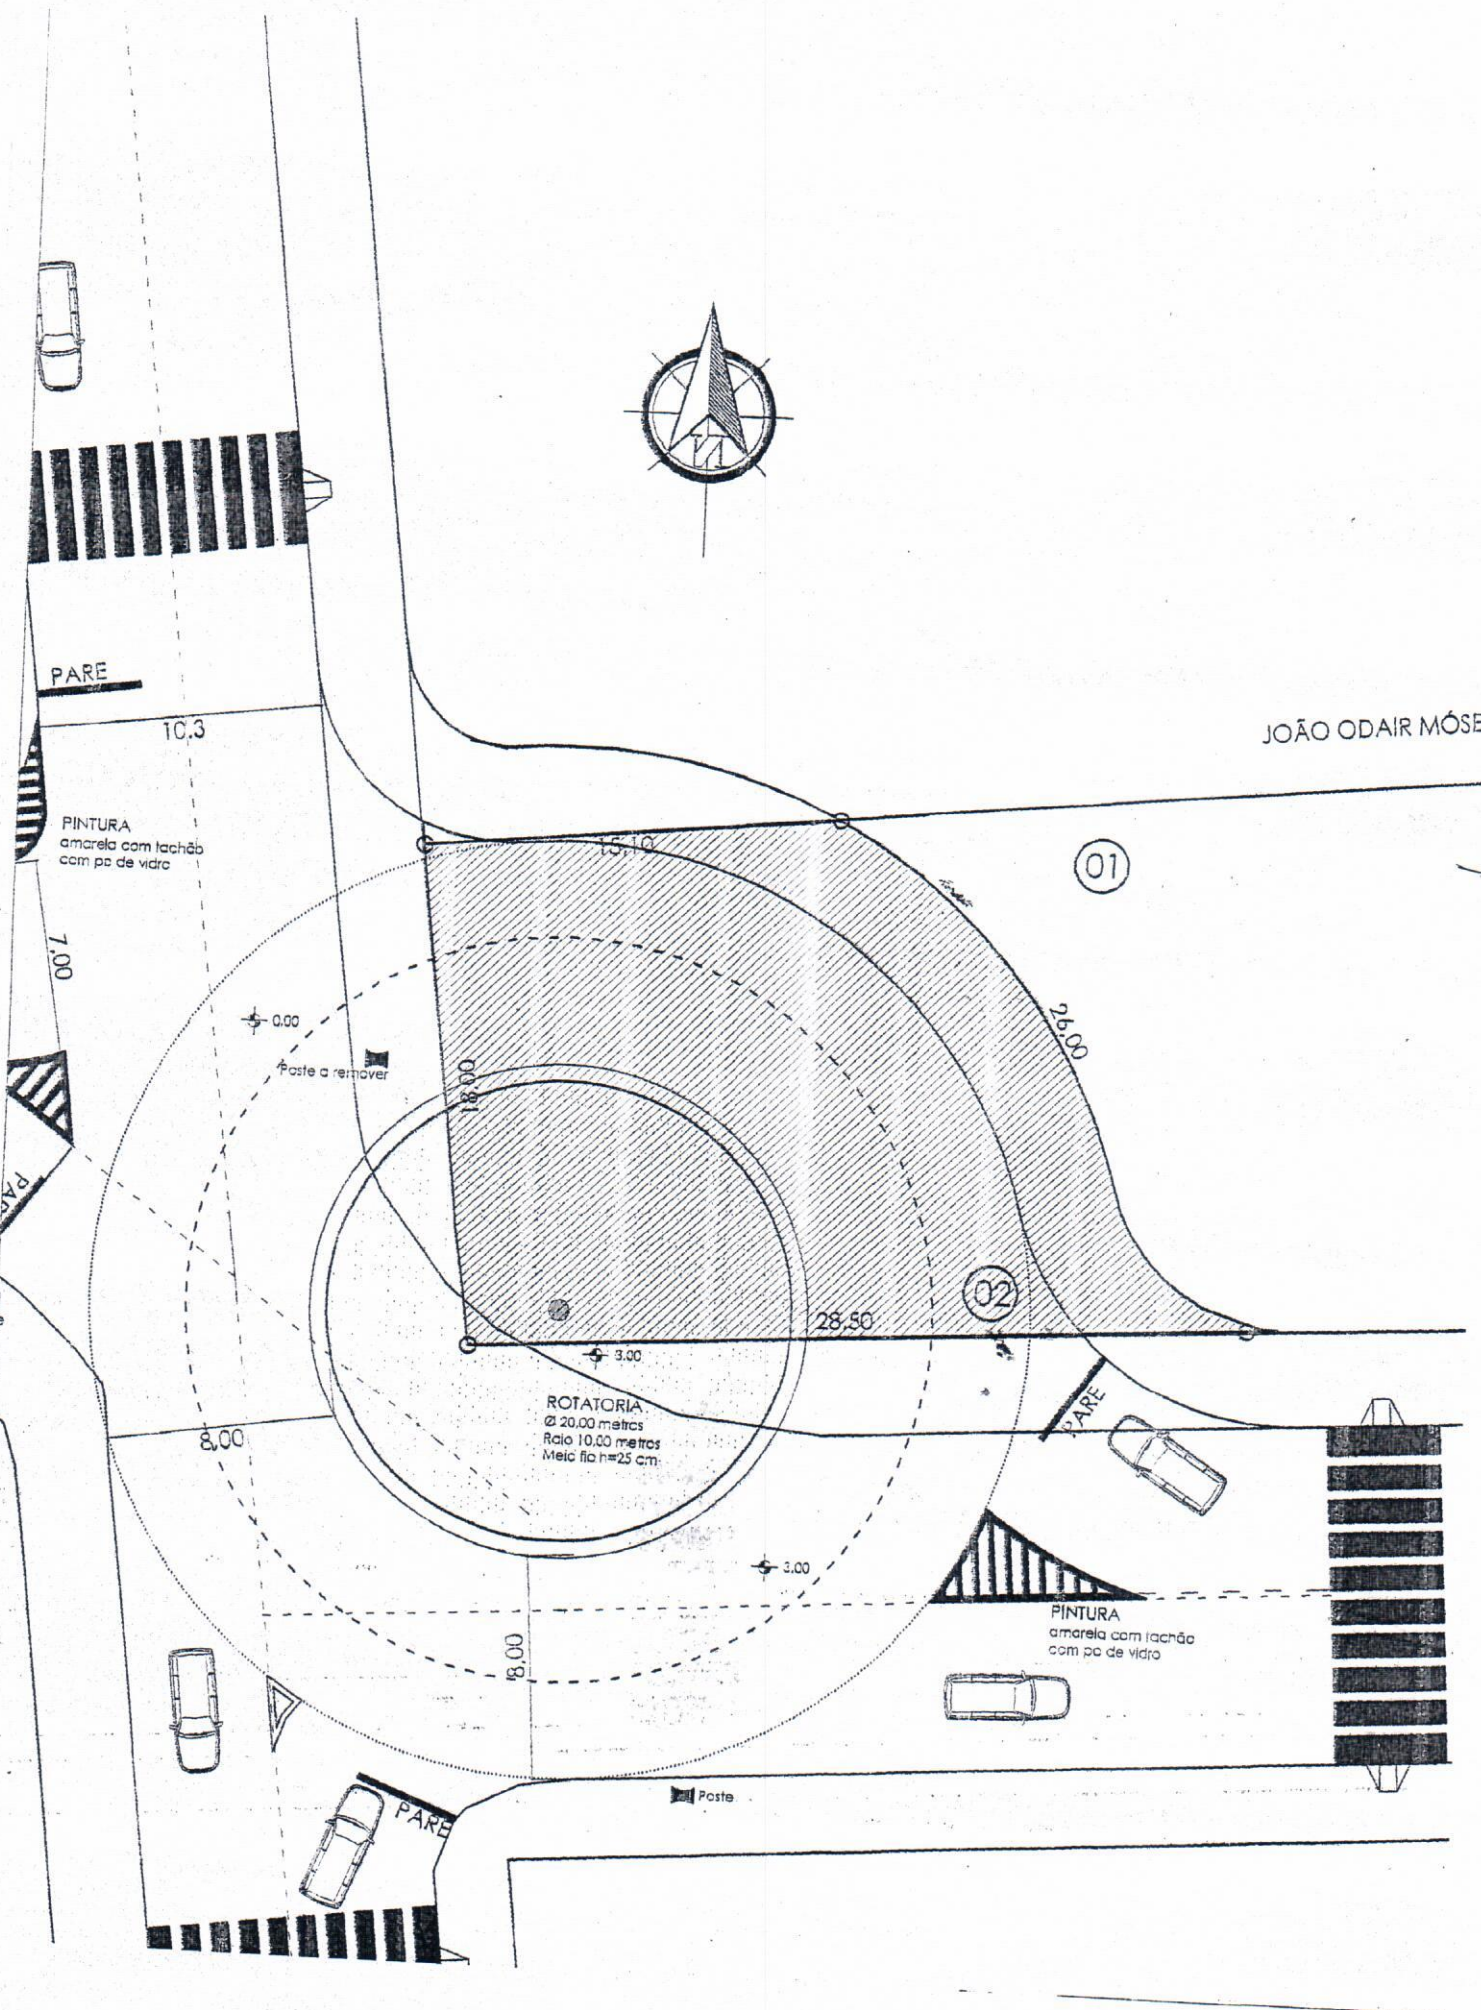 N
PARE
10.3
JOÃO ODAIR MÓSE
PINTURA
amarela com tachão
com pó de vidro
15,10
01
7.00
0.00
26,00
Poste a remover
18,00
PARE
02
28,50
3.00
ROTATORIA
Ø 20,00 metros
Raio 10,00 metros
Meio fio h=25 cm
PARE
8,00
3.00
PINTURA
amarela com tachão
com pó de vidro
8,00
Poste
PARE